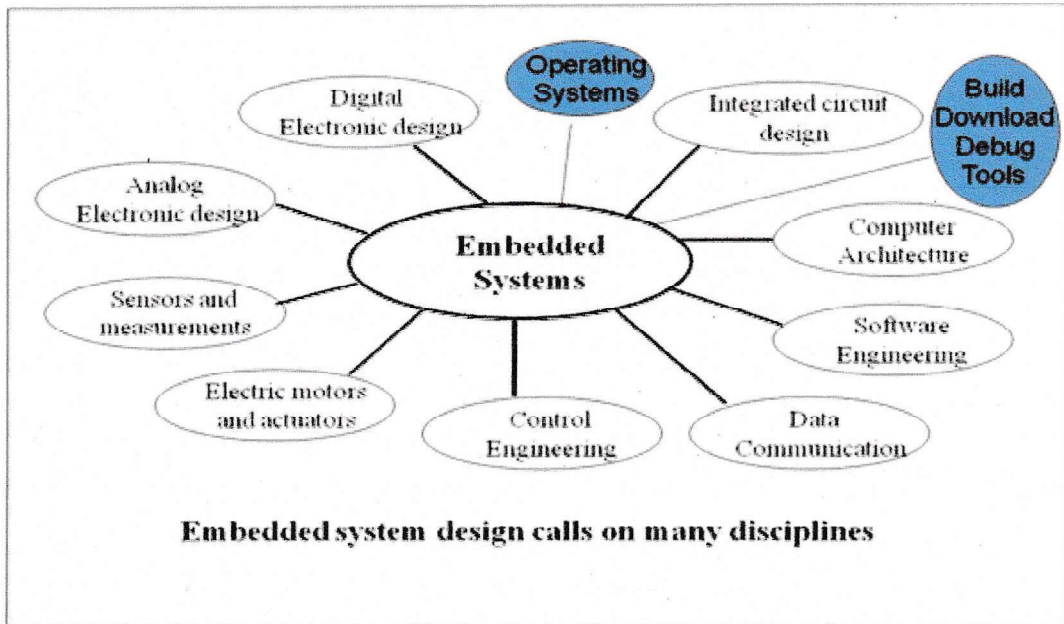 Operating
Systems
Build
Download
Debug
Tools
Digital
Electronic design
Integrated circuit
design
Analog
Electronic design
Computer
Architecture
Embedded
Systems
Sensors and
measurements
Software
Engineering
Electric motors
and actuators
Control
Engineering
Data
Communication
Embedded system design calls on many disciplines